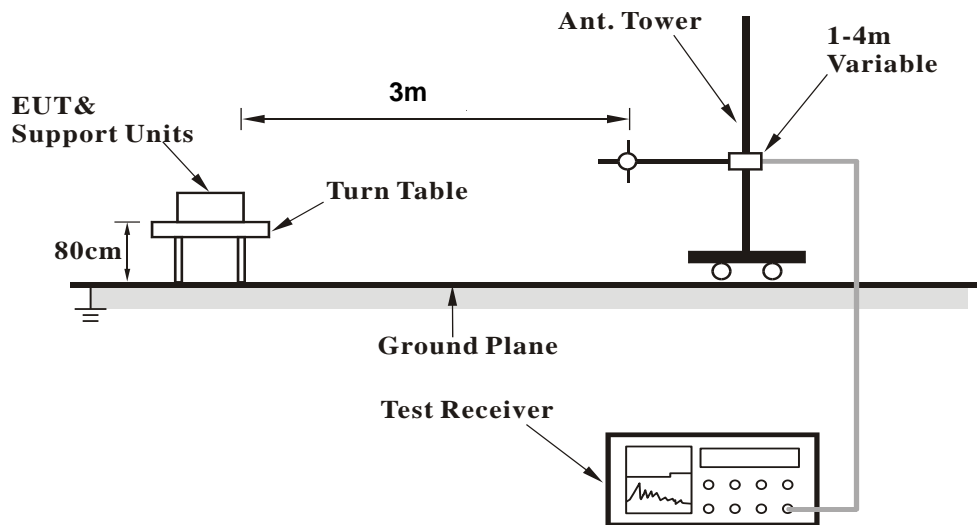 Ant. Tower
1-4m
Variable
3m
EUT&
Support Units
Turn Table
80cm
Ground Plane
Test Receiver